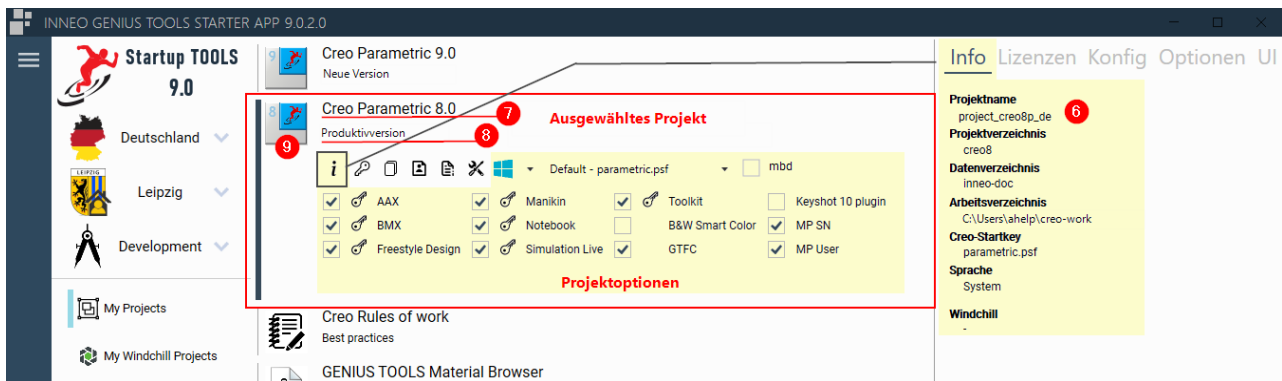 INNEO GENIUS TOOLS STARTER APP 9.0.2.0
Startup TOOLS
9.0
Deutschland
LEIPZIG
Leipzig
Development
My Projects
My Windchill Projects
9
Creo Parametric 9.0
Neue Version
8
Creo Parametric 8.0
7
Produktivversion
8
9
Ausgewähltes Projekt
i
Default - parametric.psf
mbd
AAX
Manikin
Toolkit
Keyshot 10 plugin
BMX
Notebook
B&W Smart Color
MP SN
Freestyle Design
Simulation Live
GTFC
MP User
Projektoptionen
Creo Rules of work
Best practices
GENIUS TOOLS Material Browser
Info Lizenzen Konfig Optionen UI
Projektname
project_creo8p_de
6
Projektverzeichnis
creo8
Datenverzeichnis
inneo-doc
Arbeitsverzeichnis
C:\Users\ahelp\creo-work
Creo-Startkey
parametric.psf
Sprache
System
Windchill
-